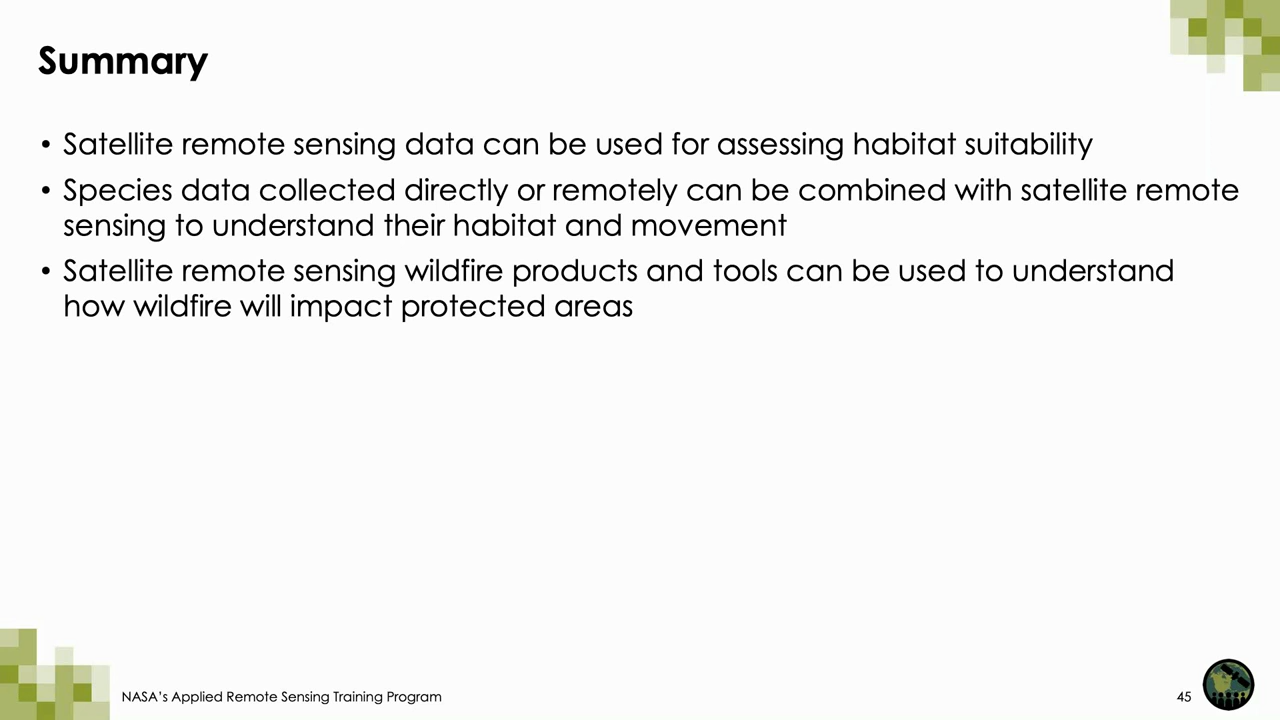 Summary
• Satellite remote sensing data can be used for assessing habitat suitability
• Species data collected directly or remotely can be combined with satellite remote
sensing to understand their habitat and movement
• Satellite remote sensing wildfire products and tools can be used to understand
how wildfire will impact protected areas
NASA's Applied Remote Sensing Training Program
45